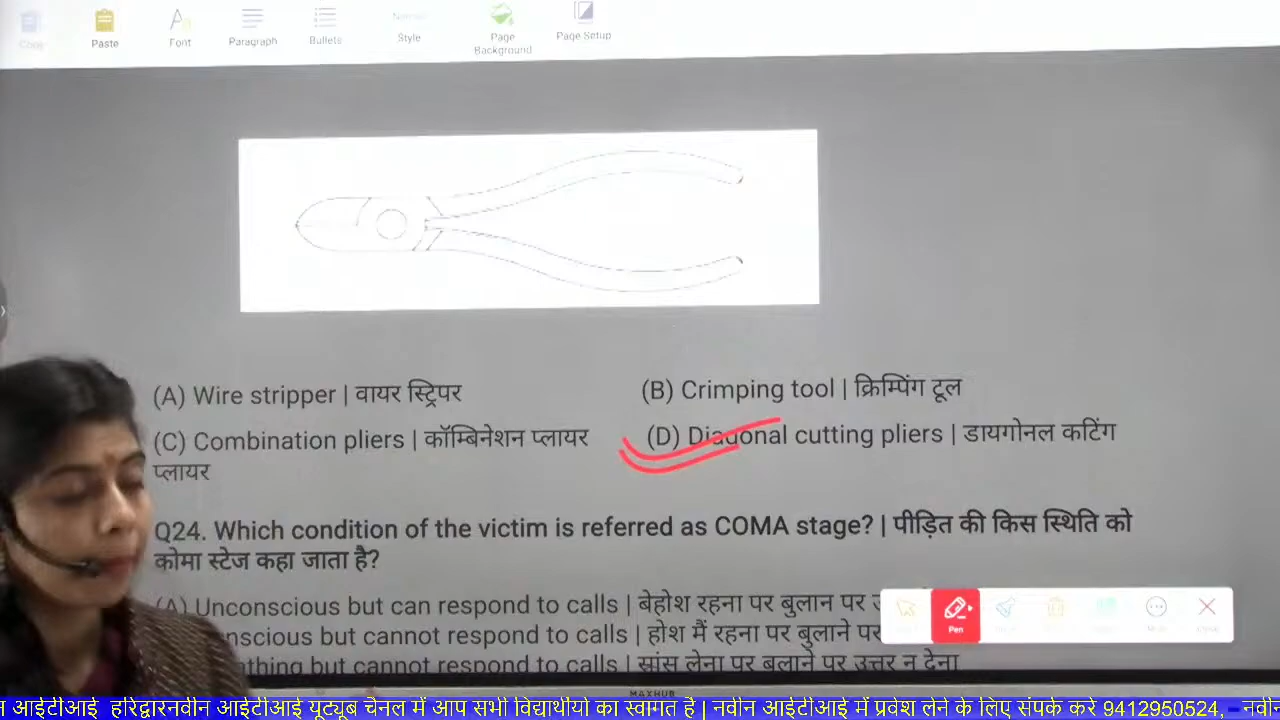 Copy
Paste
Font
Paragraph
Bullets
Style
Page
Background
Page Setup
(A) Wire stripper | वायर स्ट्रिपर
(B) Crimping tool | क्रिम्पिंग टूल
(C) Combination pliers | कॉम्बिनेशन प्लायर
(D) Diagonal cutting pliers | डायगोनल कटिंग
प्लायर
Q24. Which condition of the victim is referred as COMA stage? | पीड़ित की किस स्थिति को
कोमा स्टेज कहा जाता है?
(A) Unconscious but can respond to calls | बेहोश रहना पर बुलान पर
but cannot respond to calls | होश मैं रहना पर बुलाने पर
but cannot respond to calls | सांस लेना पर बुलाने पर उत्तर न देना
Pen
MAXHUB
आईटीआई हरिद्वारनवीन आईटीआई यूट्यूब चैनल में आप सभी विद्यार्थीयो का स्वागत है | नवीन आईटीआई में प्रवेश लेने के लिए संपर्क करे 9412950524, –